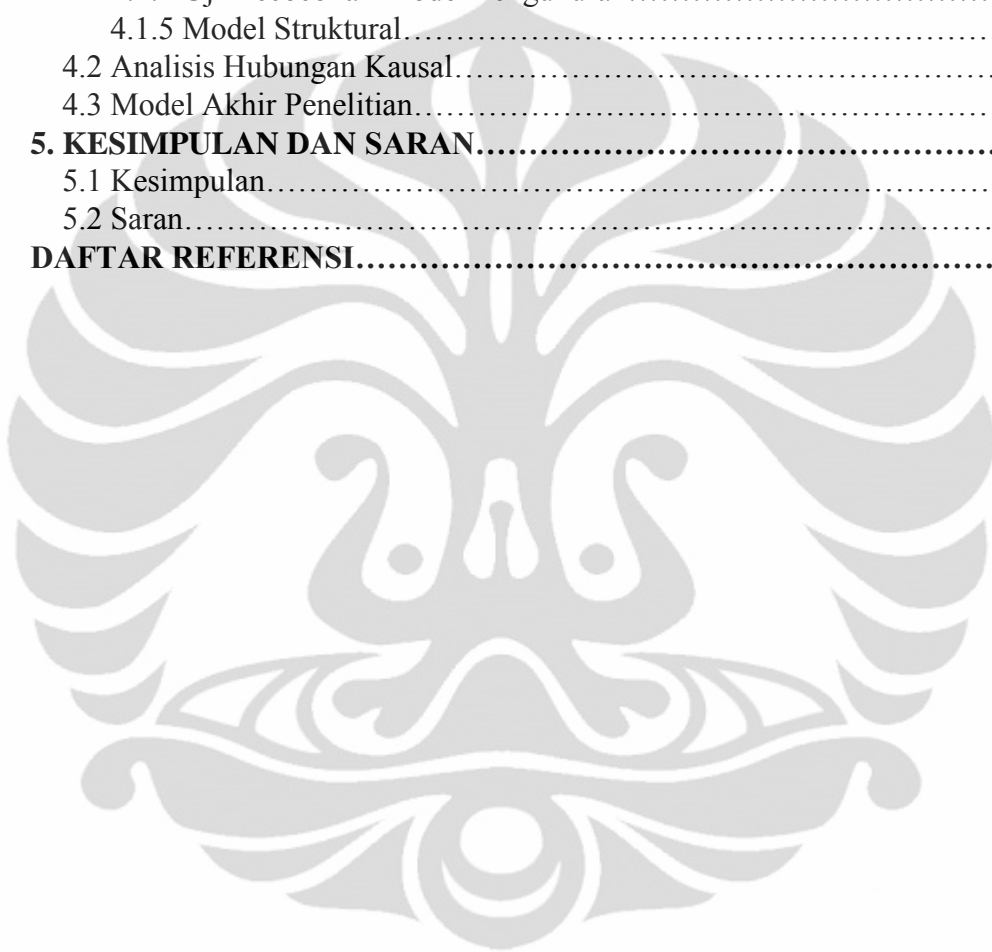 4.1.5 Model Struktural……………………………………………………
4.2 Analisis Hubungan Kausal……………………………………………………
4.3 Model Akhir Penelitian………………………………………………………
5. KESIMPULAN DAN SARAN…………………………………………
5.1 Kesimpulan……………………………………………………………………
5.2 Saran……………………………………………………………………………
DAFTAR REFERENSI……………………………………………………